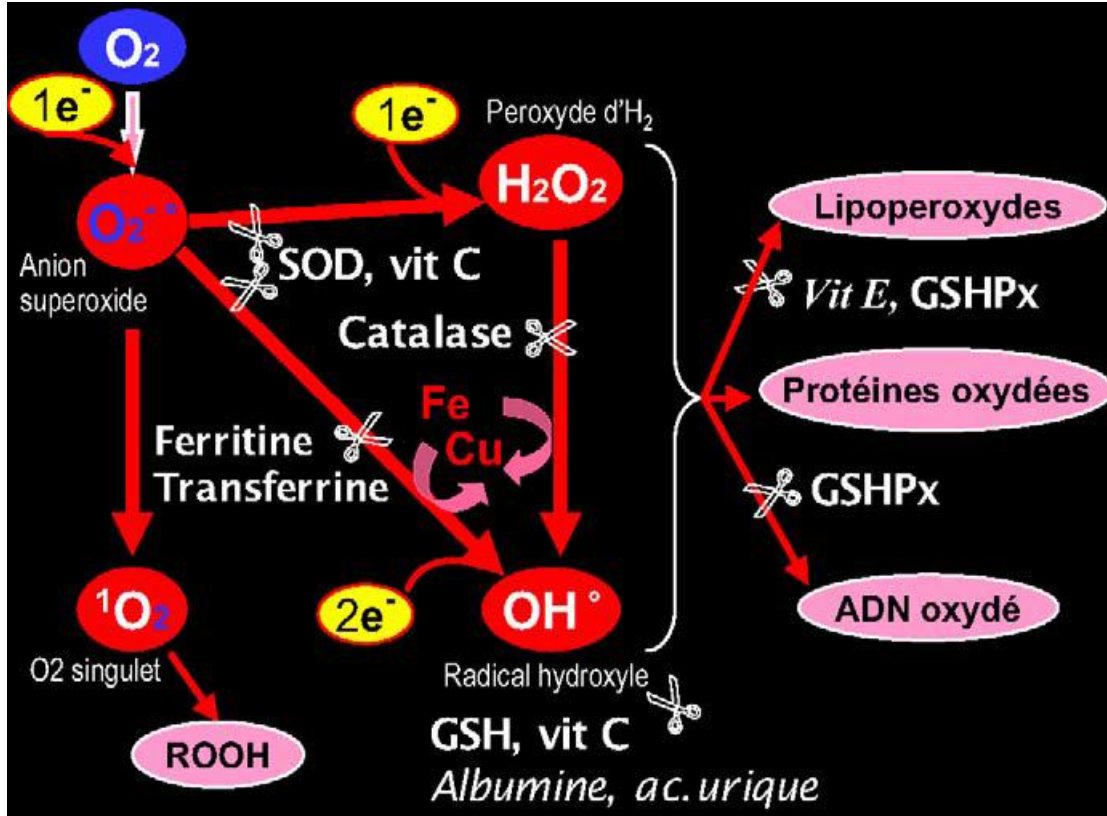 O₂
1e⁻
1e⁻
Peroxyde d'H₂
H₂O₂
O₂⁻°
Anion
superoxide
SOD, vit C
Catalase
Fe
Cu
Ferritine
Transferrine
2e⁻
OH°
Radical hydroxyle
GSH, vit C
Albumine, ac. urique
¹O₂
O2 singulet
ROOH
Lipoperoxydes
Vit E, GSHPx
Protéines oxydées
GSHPx
ADN oxydé